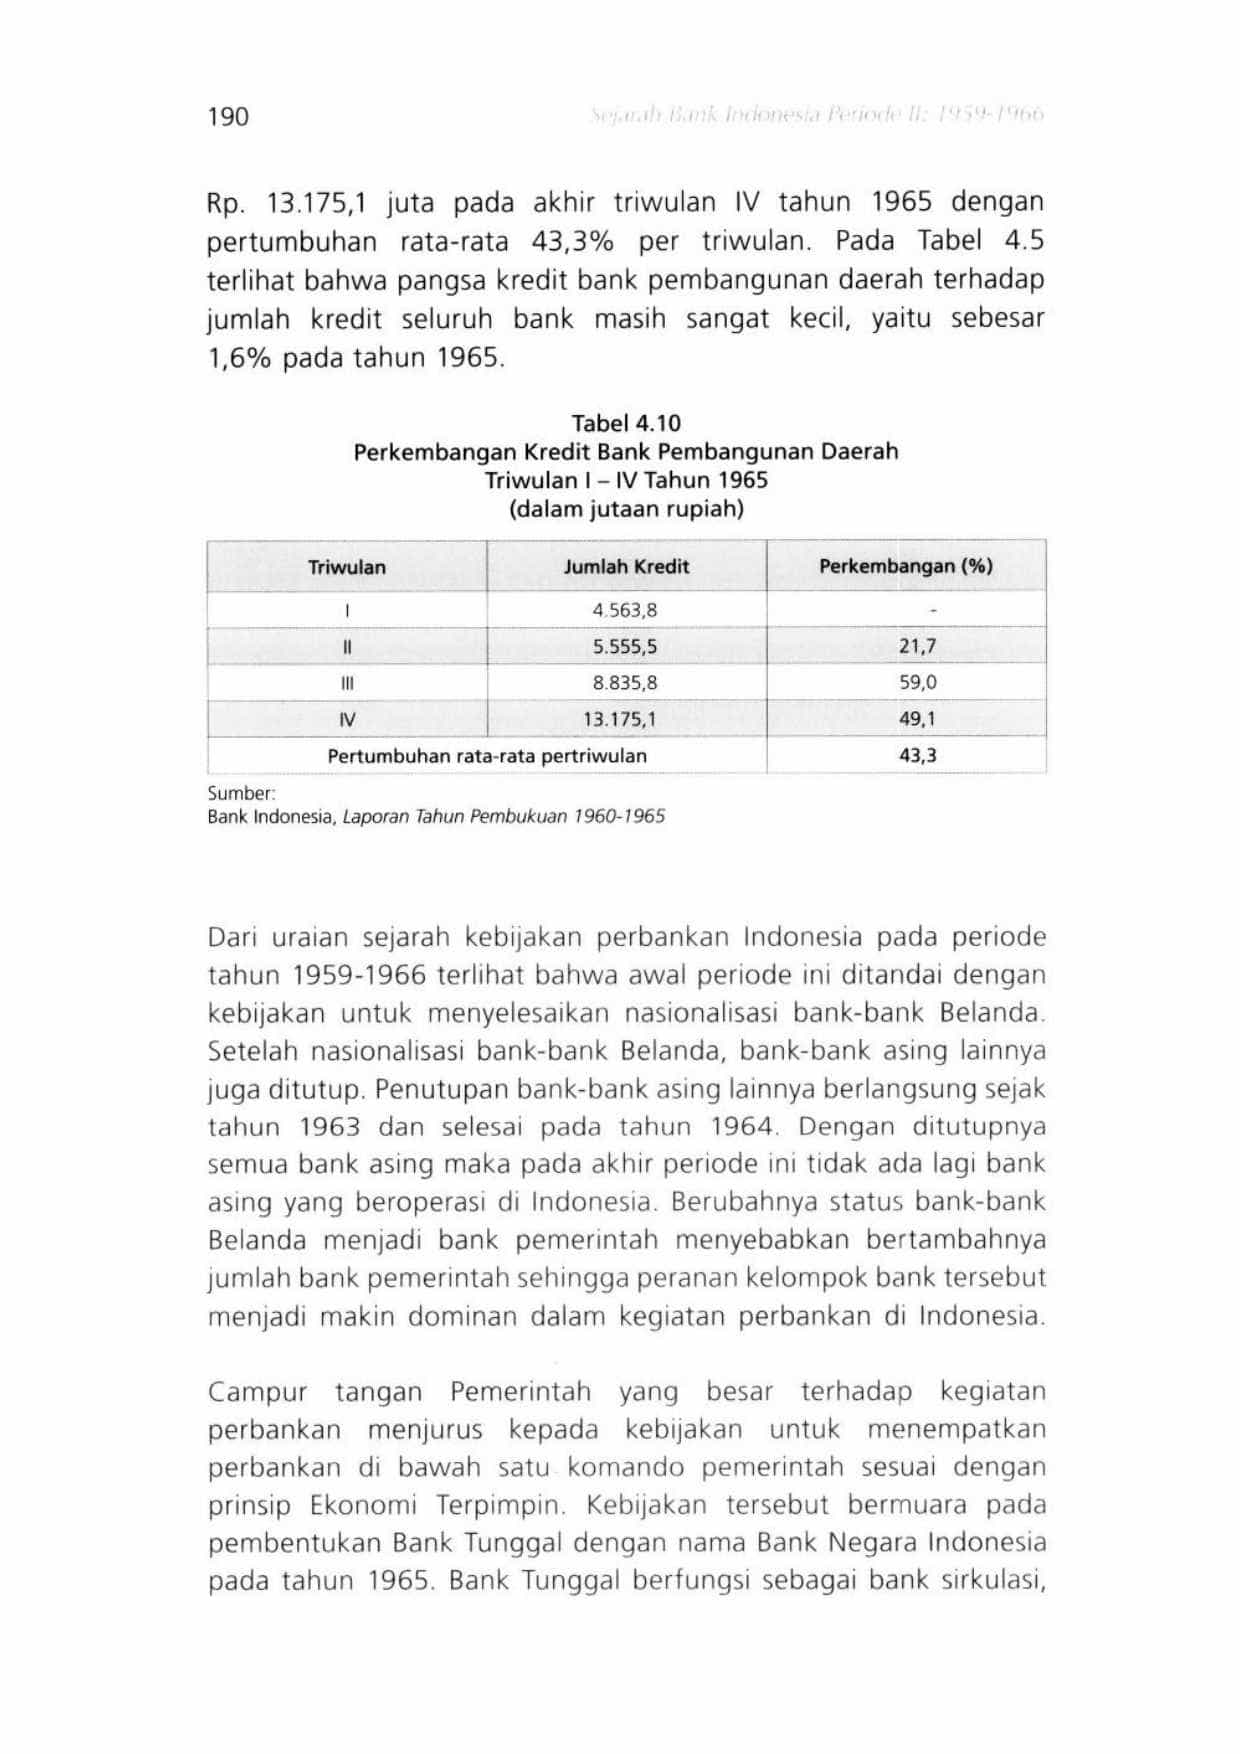 190
Sejarah Bank Indonesia Periode II: 1959-1966
Rp. 13.175,1 juta pada akhir triwulan IV tahun 1965 dengan
pertumbuhan rata-rata 43,3% per triwulan. Pada Tabel 4.5
terlihat bahwa pangsa kredit bank pembangunan daerah terhadap
jumlah kredit seluruh bank masih sangat kecil, yaitu sebesar
1,6% pada tahun 1965.
Tabel 4.10
Perkembangan Kredit Bank Pembangunan Daerah
Triwulan I – IV Tahun 1965
(dalam jutaan rupiah)
Triwulan Jumlah Kredit Perkembangan (%)
I 4.563,8 -
II 5.555,5 21,7
III 8.835,8 59,0
IV 13.175,1 49,1
Pertumbuhan rata-rata pertriwulan 43,3
Sumber:
Bank Indonesia, Laporan Tahun Pembukuan 1960-1965
Dari uraian sejarah kebijakan perbankan Indonesia pada periode
tahun 1959-1966 terlihat bahwa awal periode ini ditandai dengan
kebijakan untuk menyelesaikan nasionalisasi bank-bank Belanda.
Setelah nasionalisasi bank-bank Belanda, bank-bank asing lainnya
juga ditutup. Penutupan bank-bank asing lainnya berlangsung sejak
tahun 1963 dan selesai pada tahun 1964. Dengan ditutupnya
semua bank asing maka pada akhir periode ini tidak ada lagi bank
asing yang beroperasi di Indonesia. Berubahnya status bank-bank
Belanda menjadi bank pemerintah menyebabkan bertambahnya
jumlah bank pemerintah sehingga peranan kelompok bank tersebut
menjadi makin dominan dalam kegiatan perbankan di Indonesia.
Campur tangan Pemerintah yang besar terhadap kegiatan
perbankan menjurus kepada kebijakan untuk menempatkan
perbankan di bawah satu komando pemerintah sesuai dengan
prinsip Ekonomi Terpimpin. Kebijakan tersebut bermuara pada
pembentukan Bank Tunggal dengan nama Bank Negara Indonesia
pada tahun 1965. Bank Tunggal berfungsi sebagai bank sirkulasi,